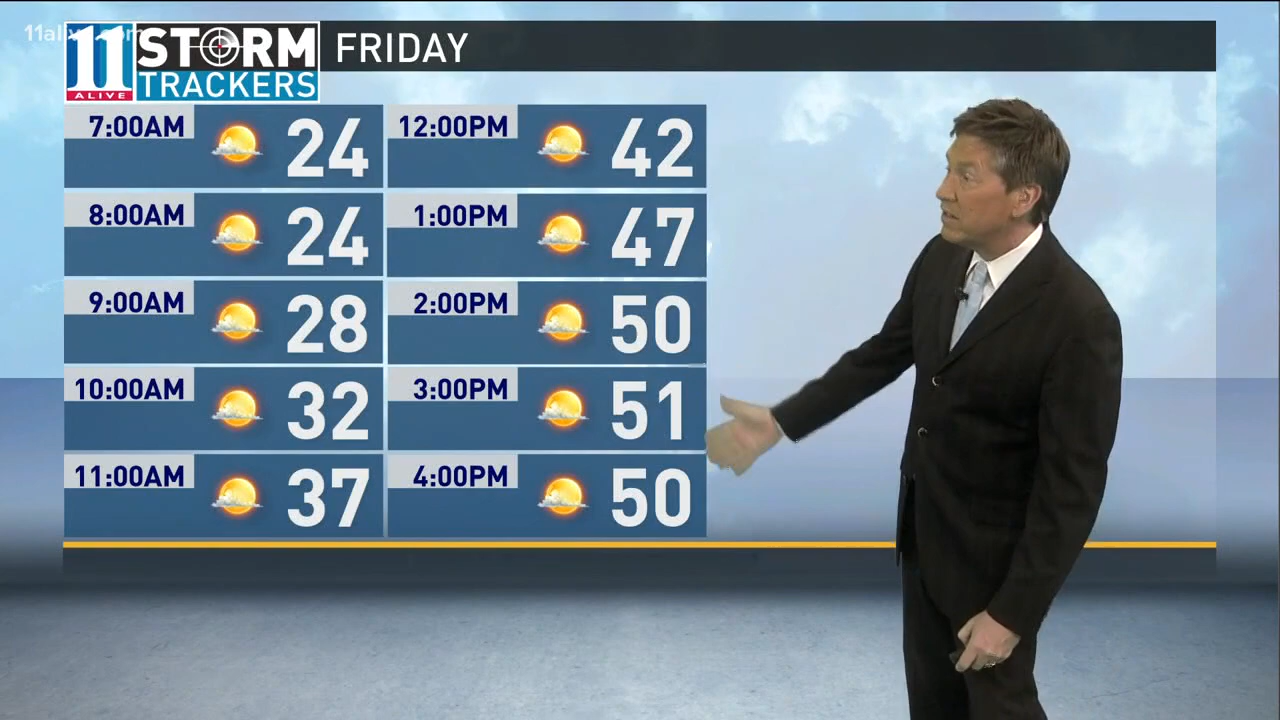 11alive.com
11 ALIVE
STORM
TRACKERS
FRIDAY
7:00AM 24
8:00AM 24
9:00AM 28
10:00AM 32
11:00AM 37
12:00PM 42
1:00PM 47
2:00PM 50
3:00PM 51
4:00PM 50